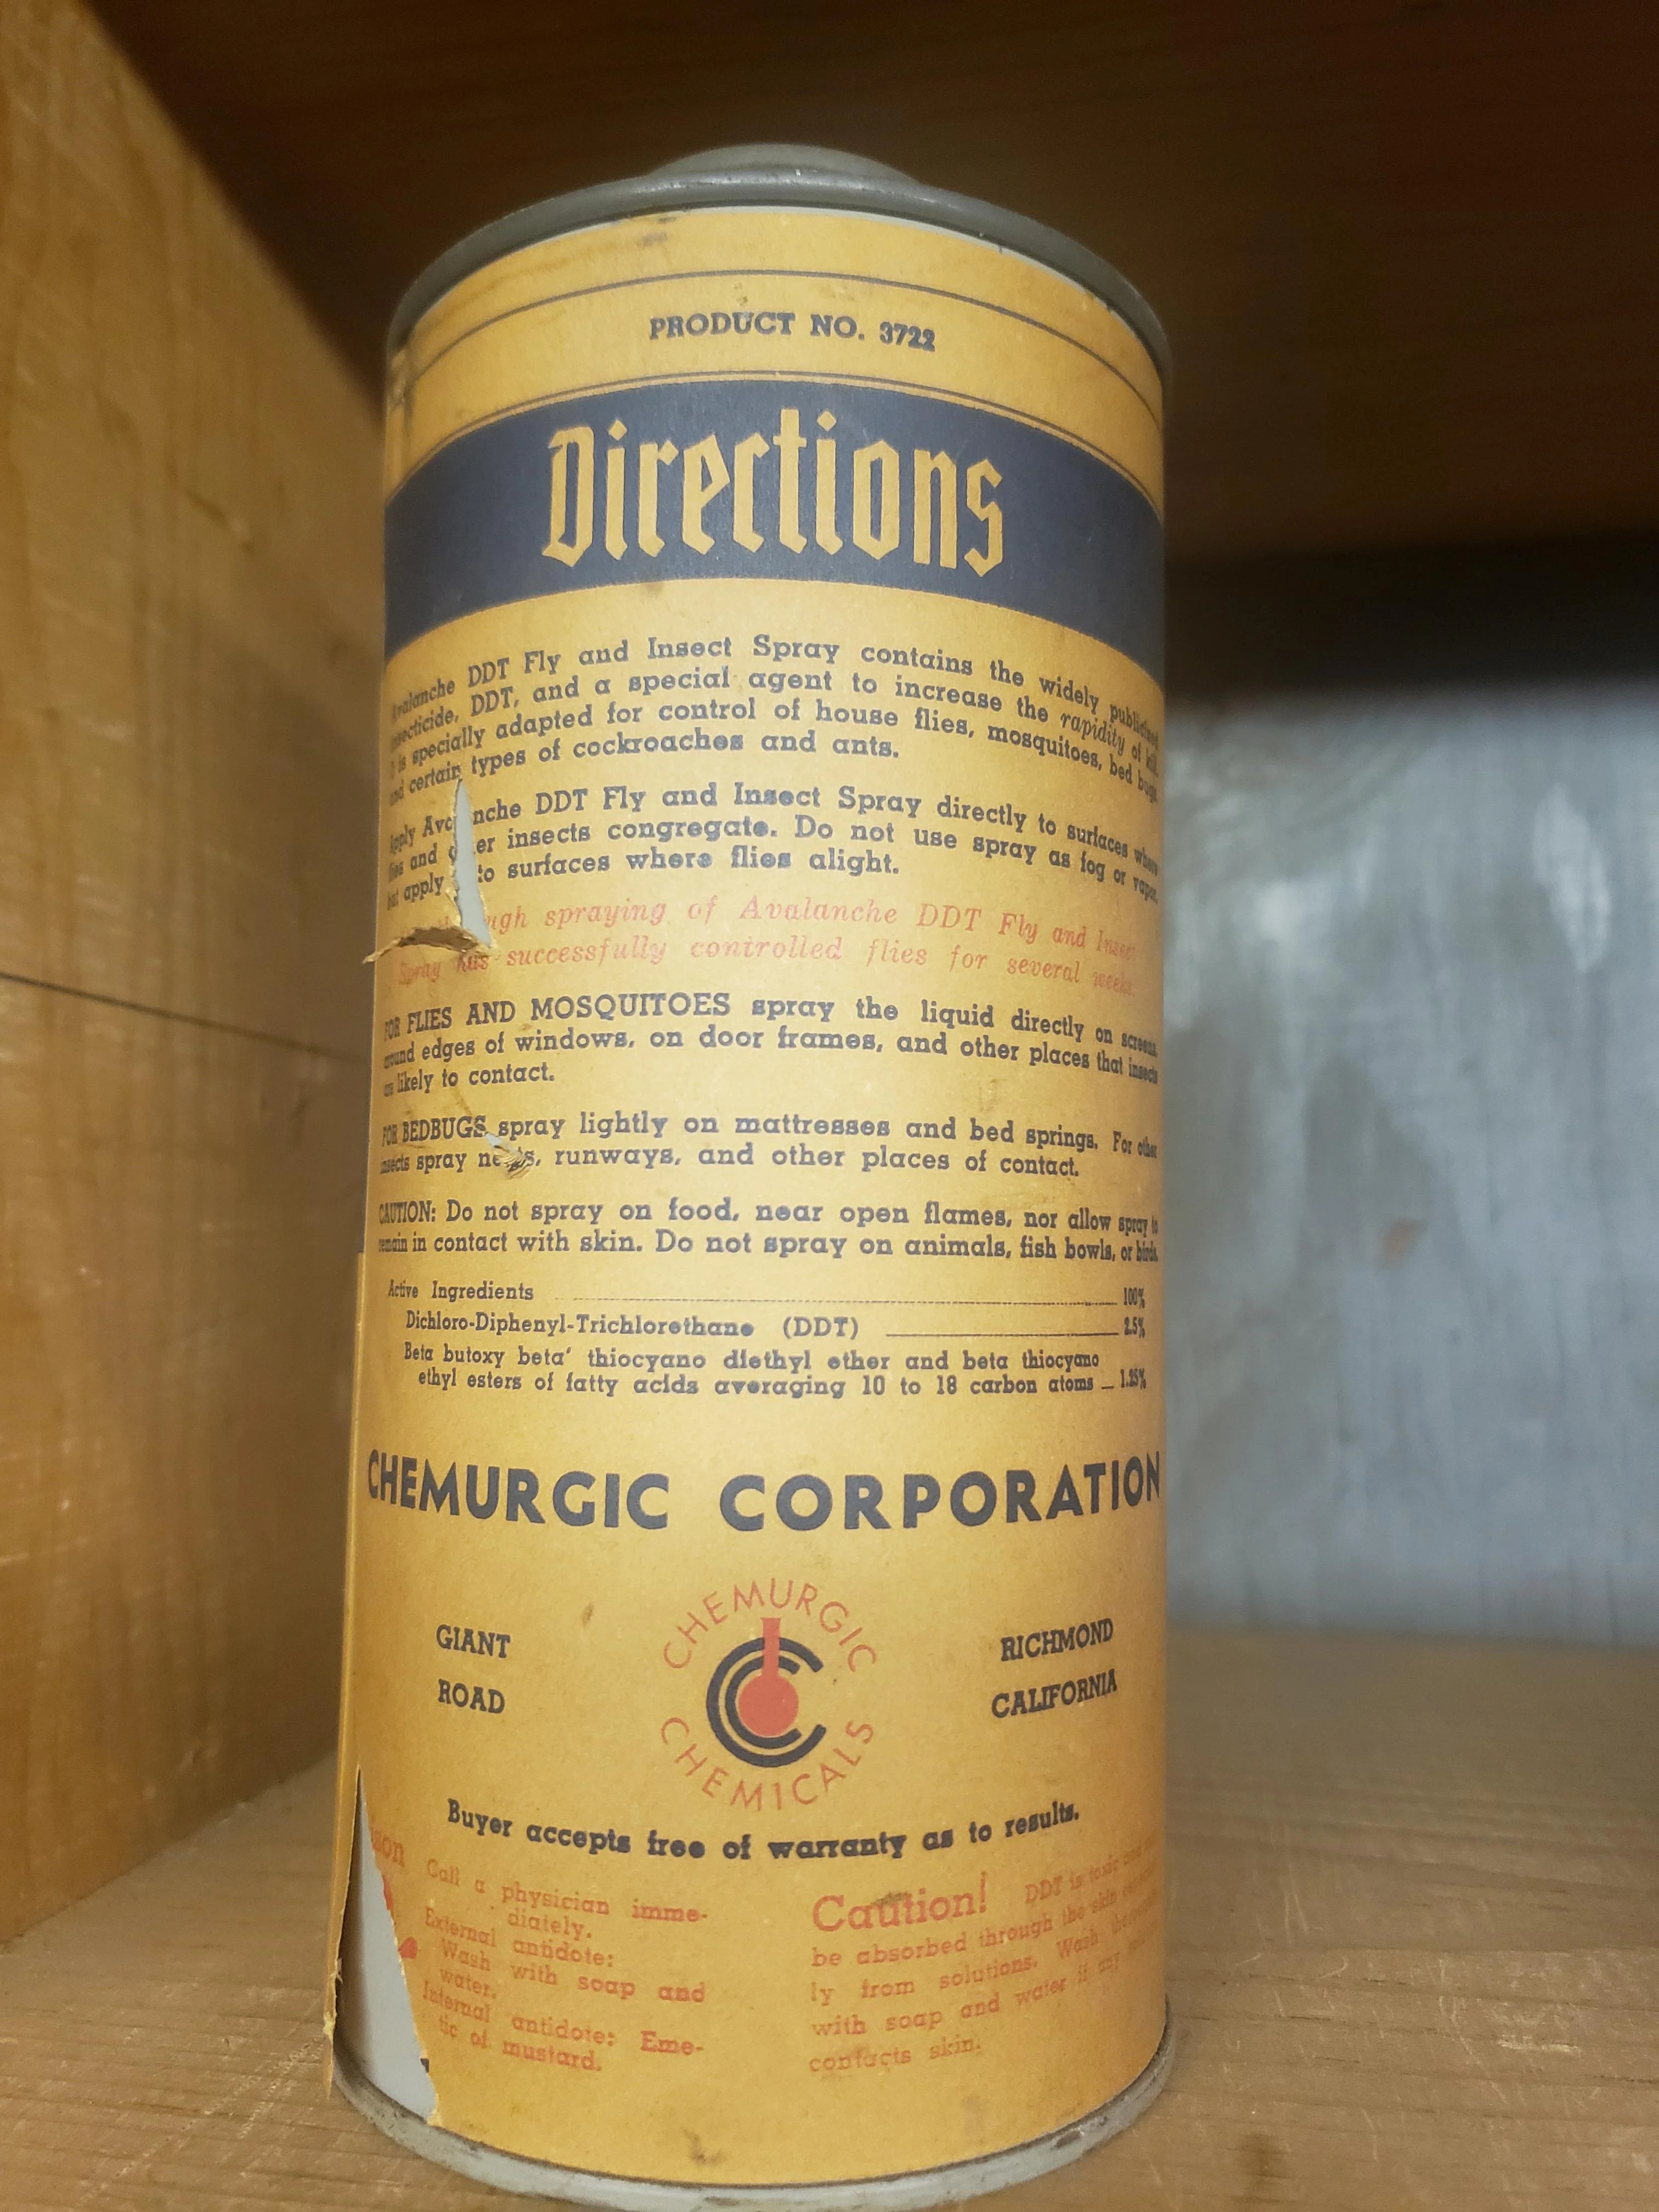 PRODUCT NO. 3722
Directions
Avalanche DDT Fly and Insect Spray contains the widely publicized
insecticide, DDT, and a special agent to increase the rapidity of kill.
It is specially adapted for control of house flies, mosquitoes, bed bugs,
and certain types of cockroaches and ants.
Apply Ava nche DDT Fly and Insect Spray directly to surfaces where
flies and er insects congregate. Do not use spray as fog or vapor,
but apply to surfaces where flies alight.
ugh spraying of Avalanche DDT Fly and Insect
Spray has successfully controlled flies for several weeks.
FOR FLIES AND MOSQUITOES spray the liquid directly on screens,
around edges of windows, on door frames, and other places that insects
are likely to contact.
FOR BEDBUGS spray lightly on mattresses and bed springs. For other
insects spray ne s, runways, and other places of contact.
CAUTION: Do not spray on food, near open flames, nor allow spray to
remain in contact with skin. Do not spray on animals, fish bowls, or birds.
Active Ingredients 100%
Dichloro-Diphenyl-Trichlorethane (DDT) 2.5%
Beta butoxy beta' thiocyano diethyl ether and beta thiocyano
ethyl esters of fatty acids averaging 10 to 18 carbon atoms 1.25%
CHEMURGIC CORPORATION
CHEMURGIC
GIANT
ROAD
RICHMOND
CALIFORNIA
CHEMICALS
Buyer accepts free of warranty as to results.
son
Call a physician imme-
diately.
External antidote:
Wash with soap and
water.
Internal antidote: Eme-
tic of mustard.
Caution! DDT is toxic and
be absorbed through the skin
ly from solutions. Wash
with soap and water if any
contacts skin.